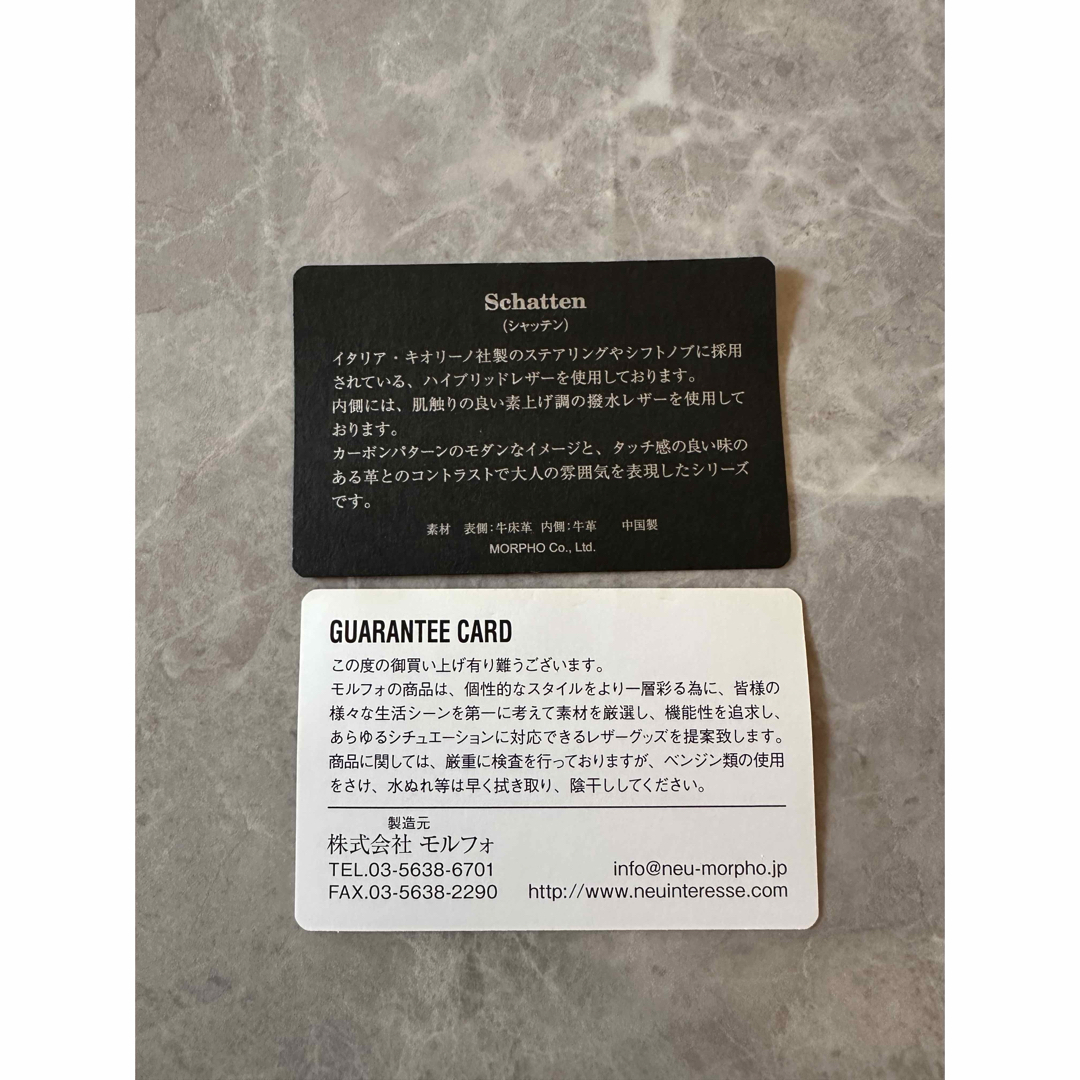 Schatten
(シャッテン)
イタリア・キオリーノ社製のステアリングやシフトノブに採用
されている、ハイブリッドレザーを使用しております。
内側には、肌触りの良い素上げ調の撥水レザーを使用して
おります。
カーボンパターンのモダンなイメージと、タッチ感の良い味の
ある革とのコントラストで大人の雰囲気を表現したシリーズ
です。
素材 表側:牛床革 内側:牛革 中国製
MORPHO Co., Ltd.
GUARANTEE CARD
この度の御買い上げ有り難うございます。
モルフォの商品は、個性的なスタイルをより一層彩る為に、皆様の
様々な生活シーンを第一に考えて素材を厳選し、機能性を追求し、
あらゆるシチュエーションに対応できるレザーグッズを提案致します。
商品に関しては、厳重に検査を行っておりますが、ベンジン類の使用
をさけ、水ぬれ等は早く拭き取り、陰干ししてください。
製造元
株式会社 モルフォ
TEL.03-5638-6701 info@neu-morpho.jp
FAX.03-5638-2290 http://www.neuinteresse.com